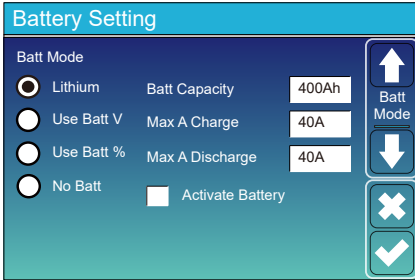 Battery Setting
Batt Mode
Lithium
Batt Capacity
400Ah
Use Batt V
Max A Charge
40A
Use Batt %
Max A Discharge
40A
No Batt
Activate Battery
Batt
Mode